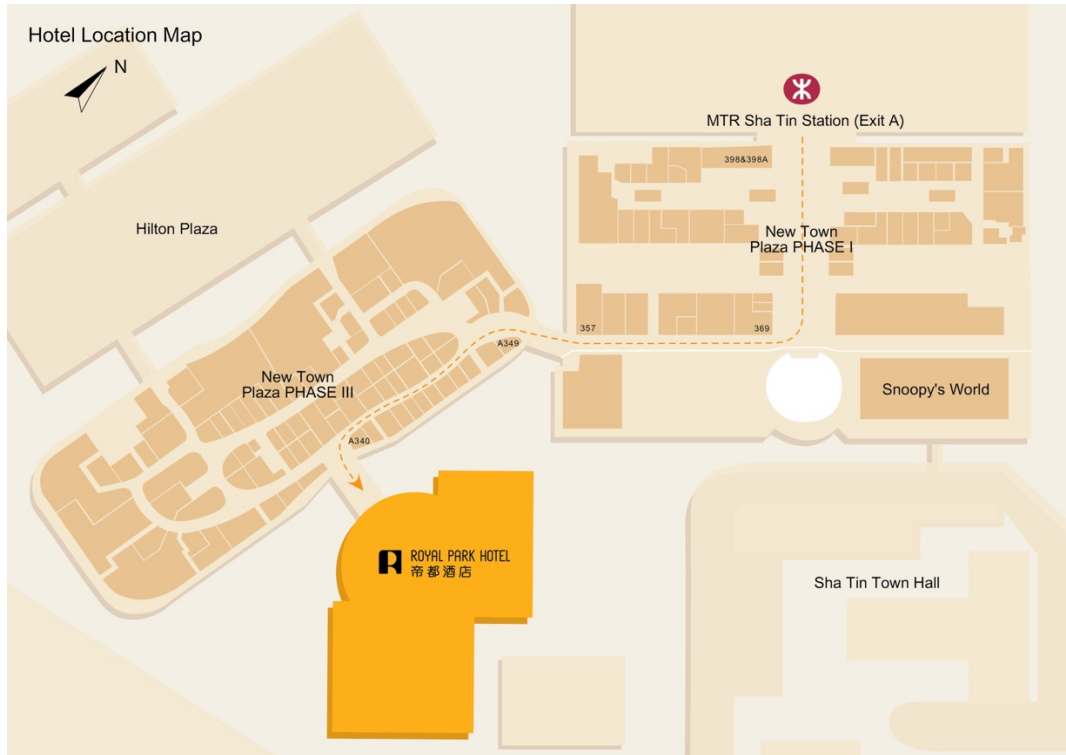 Hotel Location Map
N
MTR Sha Tin Station (Exit A)
398&398A
Hilton Plaza
New Town
Plaza PHASE I
357
369
A349
New Town
Plaza PHASE III
Snoopy's World
A340
ROYAL PARK HOTEL
帝都酒店
Sha Tin Town Hall